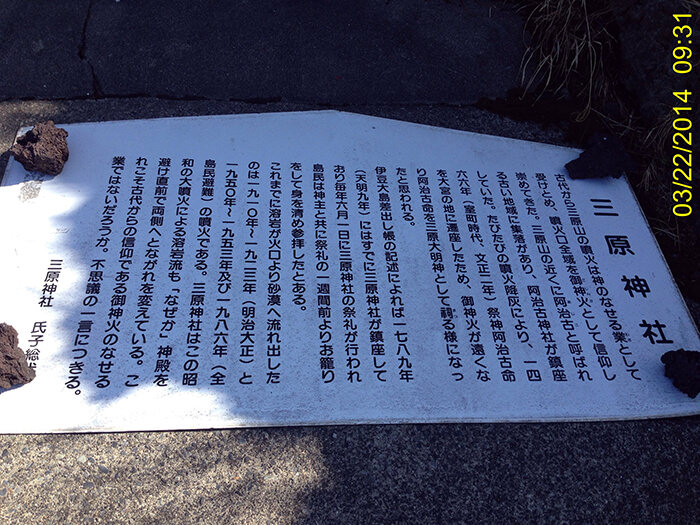 三原神社
古代から三原山の噴火は神のなせる業として
受けとめ、噴火口全域を御神火として信仰し
崇めてきた。三原山の近くに阿治古と呼ばれ
る古い地域に集落があり、阿治古神社が鎮座
していた。たびたびの噴火降灰により、一四
六六年（室町時代、文正二年）祭神阿治古命
を大宮の地に遷座したため、御神火が遠くな
り阿治古命を三原大明神として祠る様になっ
たと思われる。
伊豆大島差出し帳の記述によれば一七八九年
（天明九年）にはすでに三原神社が鎮座して
おり毎年六月一日に三原神社の祭礼が行われ
島民は神主と共に祭礼の一週間前よりお籠り
をして身を清め参拝したとある。
これまでに溶岩が火口より砂漠へ流れ出した
のは一九一〇年～一九二三年（明治大正）と
一九五〇年～一九五三年及び一九八六年（全
島民避難）の噴火である。三原神社はこの昭
和の大噴火による溶岩流も「なぜか」神殿を
避け直前で両側へとながれを変えている。こ
れこそ古代からの信仰である御神火のなせる
業ではないだろうか。不思議の一言につきる。
三原神社 氏子総代
03/22/2014 09:31